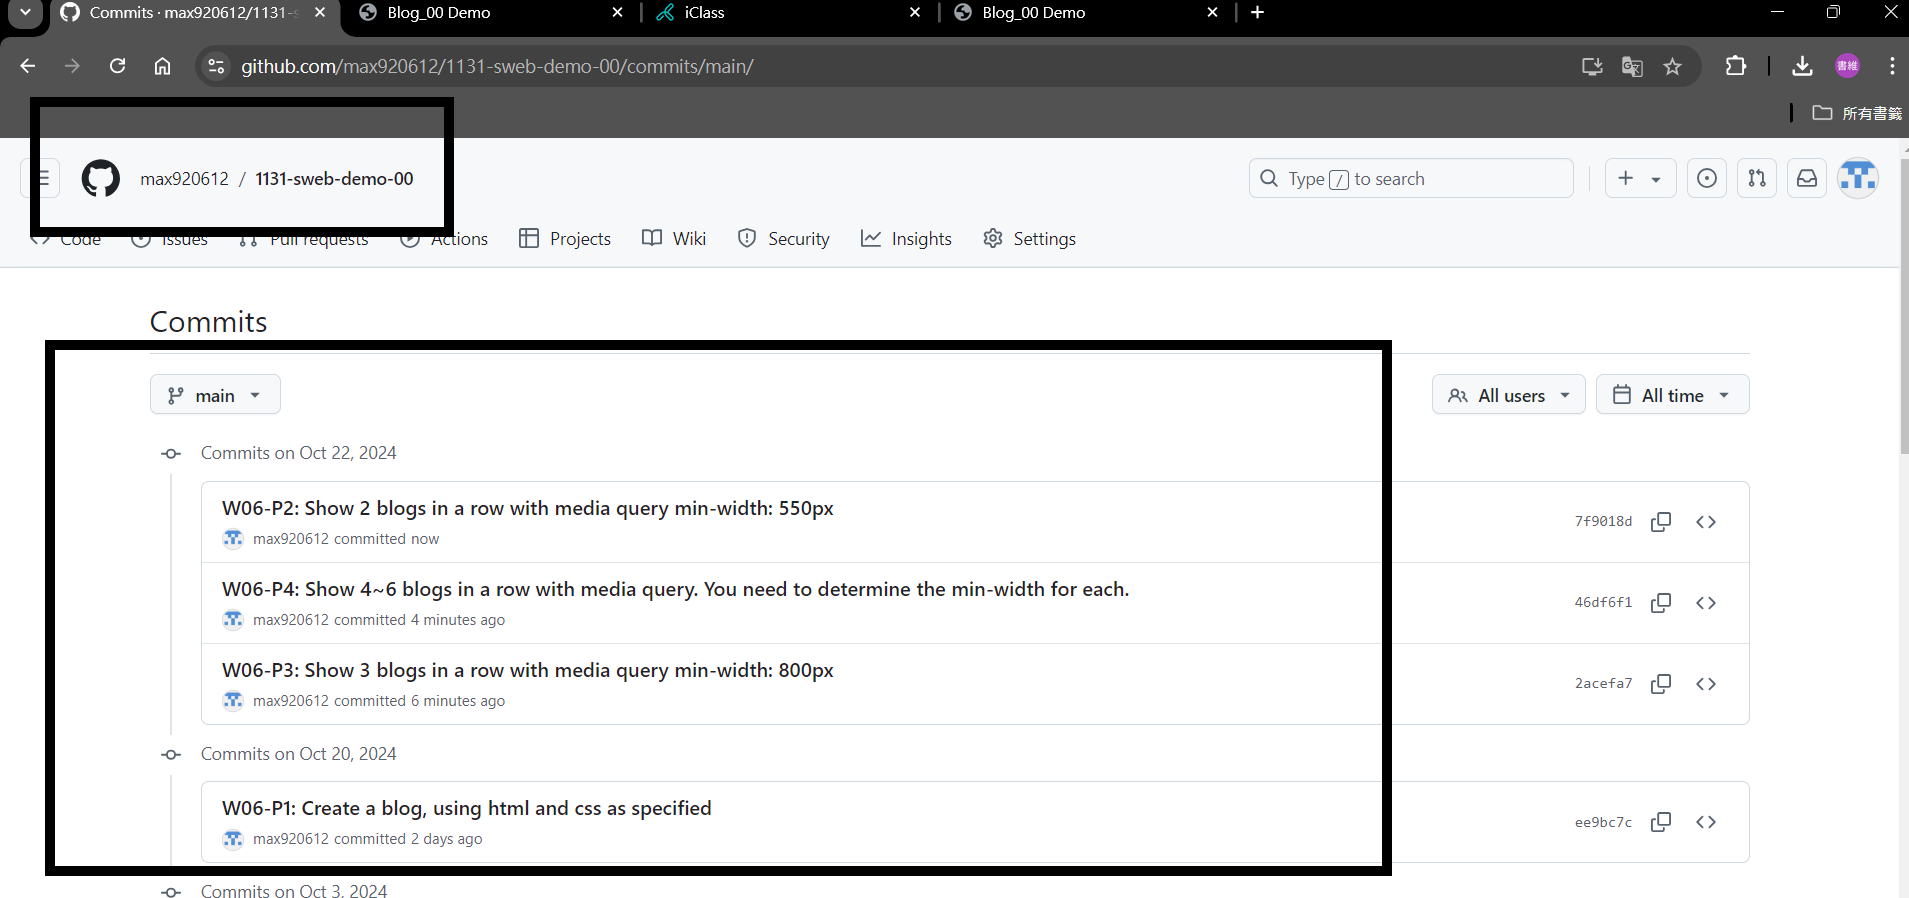 Commits · max920612/1131-s
Blog_00 Demo
iClass
Blog_00 Demo
github.com/max920612/1131-sweb-demo-00/commits/main/
書維
所有書籤
max920612 / 1131-sweb-demo-00
Type / to search
Code
Issues
Pull requests
Actions
Projects
Wiki
Security
Insights
Settings
Commits
main
All users
All time
Commits on Oct 22, 2024
W06-P2: Show 2 blogs in a row with media query min-width: 550px
7f9018d
max920612 committed now
W06-P4: Show 4~6 blogs in a row with media query. You need to determine the min-width for each.
46df6f1
max920612 committed 4 minutes ago
W06-P3: Show 3 blogs in a row with media query min-width: 800px
2acefa7
max920612 committed 6 minutes ago
Commits on Oct 20, 2024
W06-P1: Create a blog, using html and css as specified
ee9bc7c
max920612 committed 2 days ago
Commits on Oct 3, 2024